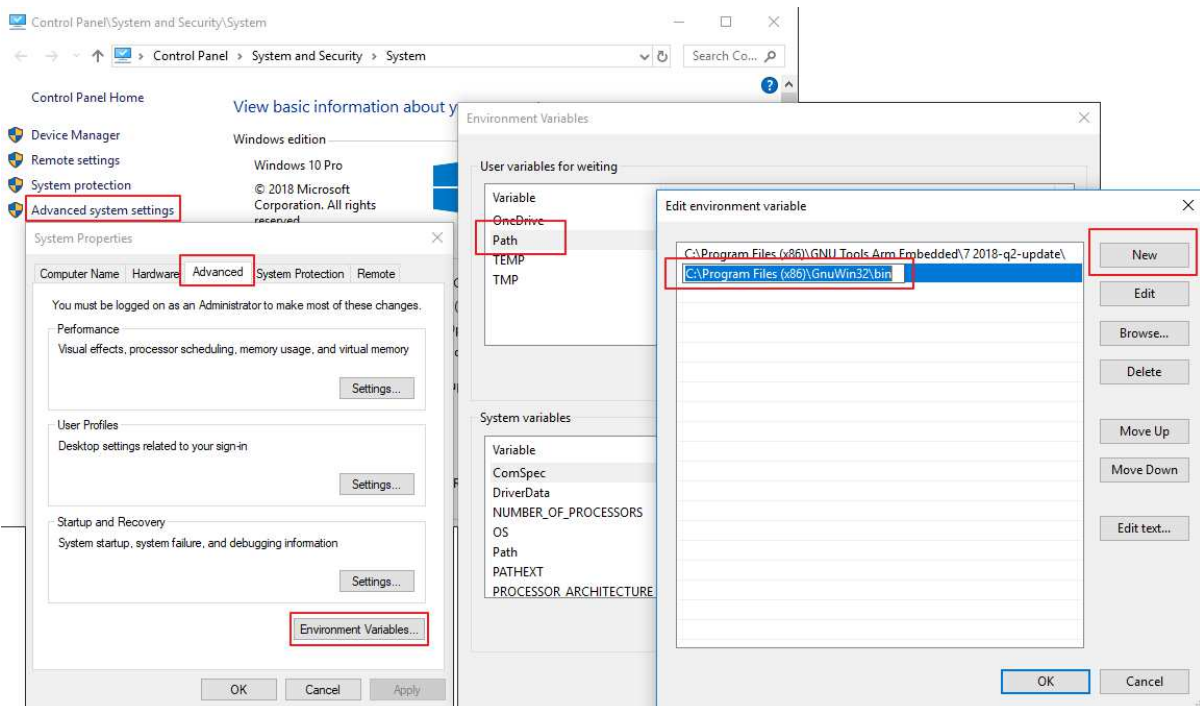 Control Panel\System and Security\System
Control Panel > System and Security > System
Search Co...
Control Panel Home
Device Manager
Remote settings
System protection
Advanced system settings
View basic information about y
Windows edition
Windows 10 Pro
© 2018 Microsoft
Corporation. All rights
reserved.
System Properties
Computer Name Hardware Advanced System Protection Remote
You must be logged on as an Administrator to make most of these changes.
Performance
Visual effects, processor scheduling, memory usage, and virtual memory
Settings...
User Profiles
Desktop settings related to your sign-in
Settings...
Startup and Recovery
System startup, system failure, and debugging information
Settings...
Environment Variables...
OK Cancel Apply
Environment Variables
User variables for weiting
Variable
OneDrive
Path
TEMP
TMP
System variables
Variable
ComSpec
DriverData
NUMBER_OF_PROCESSORS
OS
Path
PATHEXT
PROCESSOR_ARCHITECTURE
Edit environment variable
C:\Program Files (x86)\GNU Tools Arm Embedded\7 2018-q2-update\
C:\Program Files (x86)\GnuWin32\bin
New
Edit
Browse...
Delete
Move Up
Move Down
Edit text...
OK Cancel